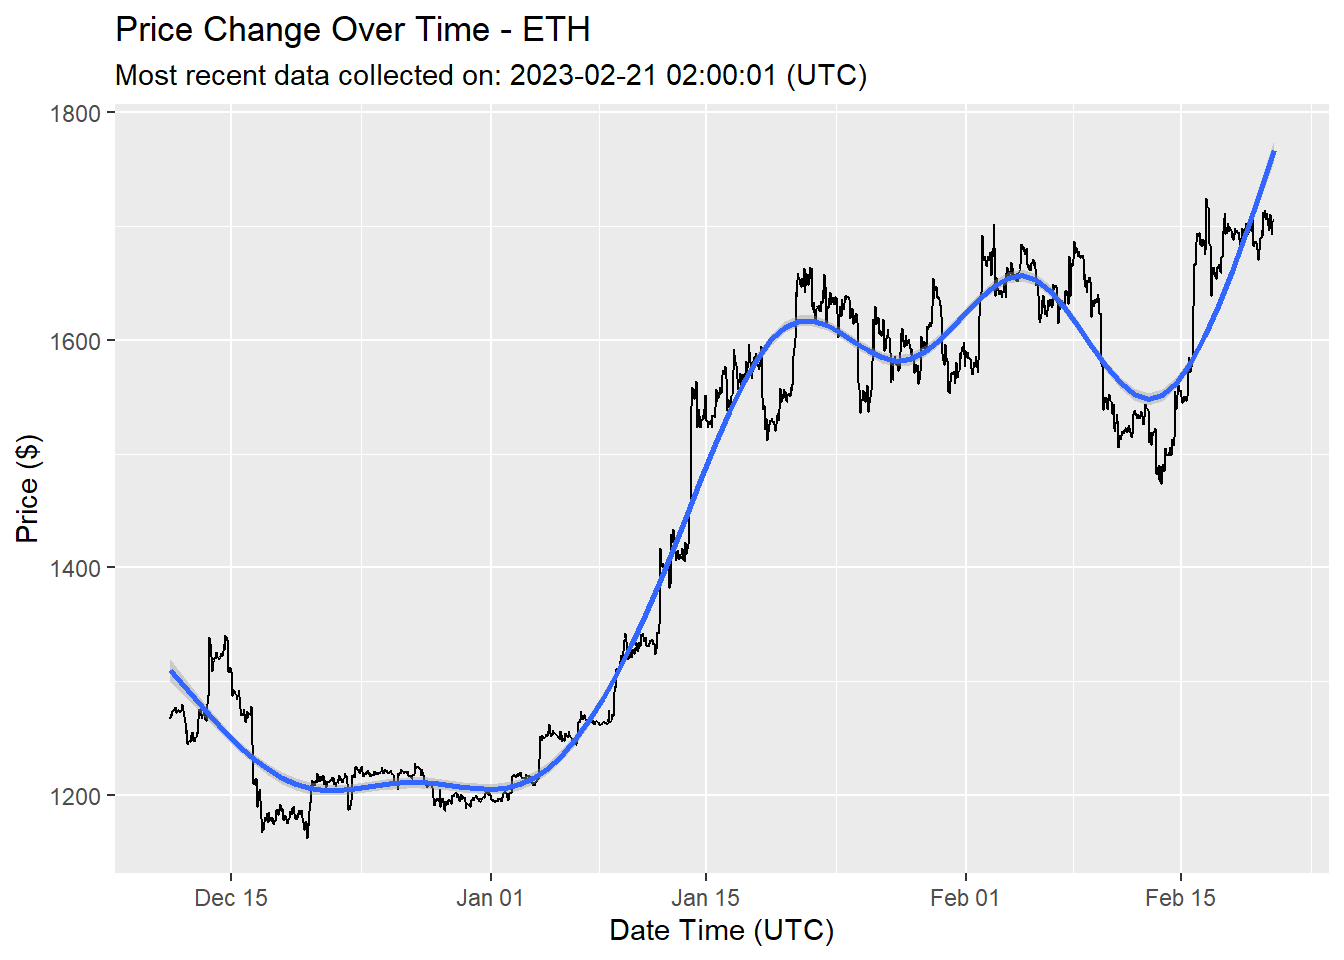 Price Change Over Time - ETH
Most recent data collected on: 2023-02-21 02:00:01 (UTC)
1800
1600
1400
1200
Price ($)
Dec 15
Jan 01
Jan 15
Feb 01
Feb 15
Date Time (UTC)